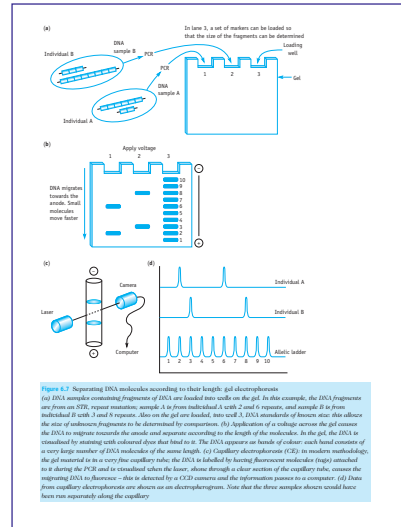 (a)
In lane 3, a set of markers can be loaded so
that the size of the fragments can be determined
DNA
sample B
PCR
Individual B
Loading
well
PCR
DNA
sample A
Individual A
1 2 3
Gel
(b)
Apply voltage
1 2 3
−
DNA migrates
towards the
anode. Small
molecules
move faster
10
9
8
7
6
5
4
3
2
1
+
(c)
−
Camera
Laser
Computer
+
(d)
Individual A
Individual B
Allelic ladder
1 2 3 4 5 6 7 8 9 10
Figure 6.7 Separating DNA molecules according to their length: gel electrophoresis
(a) DNA samples containing fragments of DNA are loaded into wells on the gel. In this example, the DNA fragments
are from an STR, repeat mutation; sample A is from individual A with 2 and 6 repeats, and sample B is from
individual B with 3 and 8 repeats. Also on the gel are loaded, into well 3, DNA standards of known size: this allows
the size of unknown fragments to be determined by comparison. (b) Application of a voltage across the gel causes
the DNA to migrate towards the anode and separate according to the length of the molecules. In the gel, the DNA is
visualised by staining with coloured dyes that bind to it. The DNA appears as bands of colour: each band consists of
a very large number of DNA molecules of the same length. (c) Capillary electrophoresis (CE): in modern methodology,
the gel material is in a very fine capillary tube; the DNA is labelled by having fluorescent molecules (tags) attached
to it during the PCR and is visualised when the laser, shone through a clear section of the capillary tube, causes the
migrating DNA to fluoresce – this is detected by a CCD camera and the information passes to a computer. (d) Data
from capillary electrophoresis are shown as an electropherogram. Note that the three samples shown would have
been run separately along the capillary